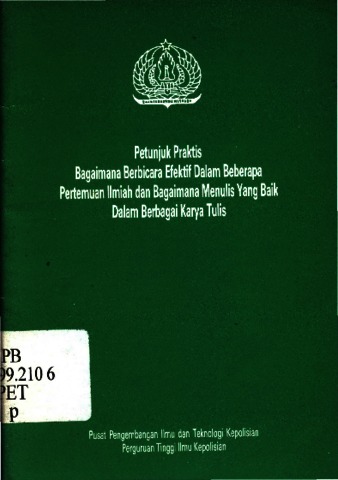 Petunjuk Praktis
Bagaimana Berbicara Efektif Dalam Beberapa
Pertemuan Ilmiah dan Bagaimana Menulis Yang Baik
Dalam Berbagai Karya Tulis
PB
99.210 6
PET
p
Pusat Pengembangan Ilmu dan Teknologi Kepolisian
Perguruan Tinggi Ilmu Kepolisian